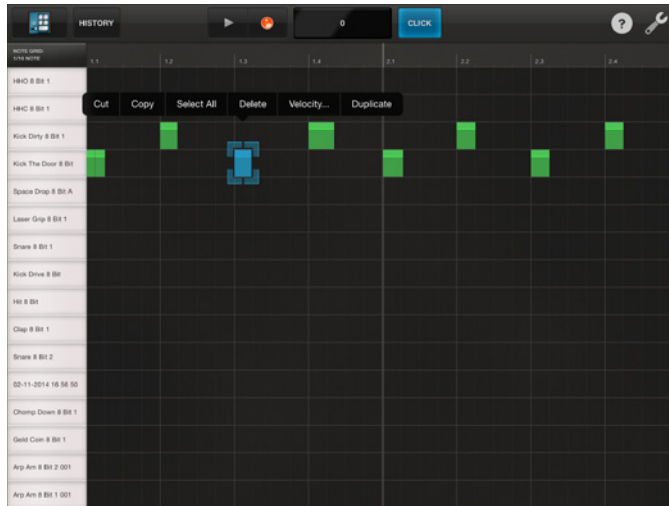 HISTORY 0 CLICK ?
NOTE GRID:
1/16 NOTE
1.1 1.2 1.3 1.4 2.1 2.2 2.3 2.4
HHO 8 Bit 1
HHC 8 Bit 1
Cut Copy Select All Delete Velocity... Duplicate
Kick Dirty 8 Bit 1
Kick The Door 8 Bit
Space Drop 8 Bit A
Laser Grip 8 Bit 1
Snare 8 Bit 1
Kick Drive 8 Bit
Hit 8 Bit
Clap 8 Bit 1
Snare 8 Bit 2
02-11-2014 16 56 50
Chomp Down 8 Bit 1
Gold Coin 8 Bit 1
Arp Am 8 Bit 2 001
Arp Am 8 Bit 1 001